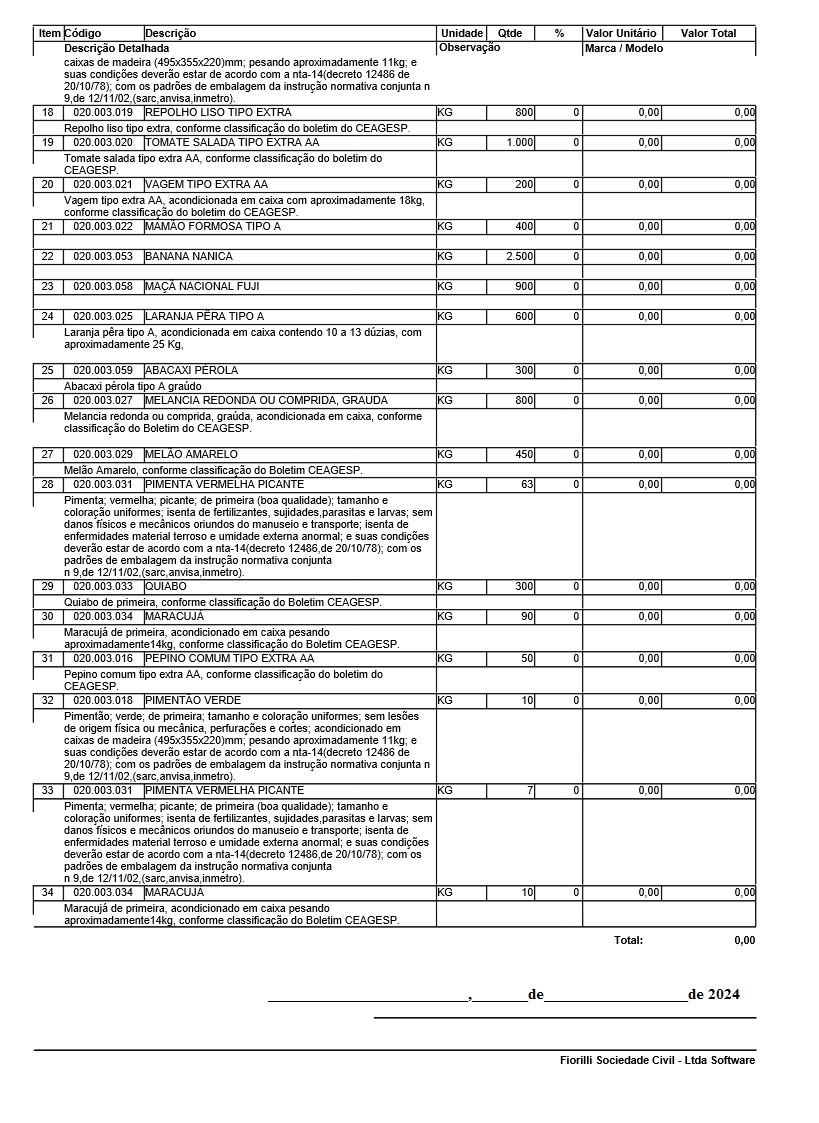 Item Código Descrição Unidade Qtde % Valor Unitário Valor Total
Descrição Detalhada Observação Marca / Modelo
caixas de madeira (495x355x220)mm; pesando aproximadamente 11kg; e
suas condições deverão estar de acordo com a nta-14(decreto 12486 de
20/10/78); com os padrões de embalagem da instrução normativa conjunta n
9,de 12/11/02,(sarc,anvisa,inmetro).
18 020.003.019 REPOLHO LISO TIPO EXTRA KG 800 0 0,00 0,00
Repolho liso tipo extra, conforme classificação do boletim do CEAGESP.
19 020.003.020 TOMATE SALADA TIPO EXTRA AA KG 1.000 0 0,00 0,00
Tomate salada tipo extra AA, conforme classificação do boletim do
CEAGESP.
20 020.003.021 VAGEM TIPO EXTRA AA KG 200 0 0,00 0,00
Vagem tipo extra AA, acondicionada em caixa com aproximadamente 18kg,
conforme classificação do boletim do CEAGESP.
21 020.003.022 MAMÃO FORMOSA TIPO A KG 400 0 0,00 0,00
22 020.003.053 BANANA NANICA KG 2.500 0 0,00 0,00
23 020.003.058 MAÇÃ NACIONAL FUJI KG 900 0 0,00 0,00
24 020.003.025 LARANJA PÊRA TIPO A KG 600 0 0,00 0,00
Laranja pêra tipo A, acondicionada em caixa contendo 10 a 13 dúzias, com
aproximadamente 25 Kg,
25 020.003.059 ABACAXI PÉROLA KG 300 0 0,00 0,00
Abacaxi pérola tipo A graúdo
26 020.003.027 MELANCIA REDONDA OU COMPRIDA, GRAÚDA KG 800 0 0,00 0,00
Melancia redonda ou comprida, graúda, acondicionada em caixa, conforme
classificação do Boletim do CEAGESP.
27 020.003.029 MELÃO AMARELO KG 450 0 0,00 0,00
Melão Amarelo, conforme classificação do Boletim CEAGESP.
28 020.003.031 PIMENTA VERMELHA PICANTE KG 63 0 0,00 0,00
Pimenta; vermelha; picante; de primeira (boa qualidade); tamanho e
coloração uniformes; isenta de fertilizantes, sujidades,parasitas e larvas; sem
danos físicos e mecânicos oriundos do manuseio e transporte; isenta de
enfermidades material terroso e umidade externa anormal; e suas condições
deverão estar de acordo com a nta-14(decreto 12486,de 20/10/78); com os
padrões de embalagem da instrução normativa conjunta
n 9,de 12/11/02,(sarc,anvisa,inmetro).
29 020.003.033 QUIABO KG 300 0 0,00 0,00
Quiabo de primeira, conforme classificação do Boletim CEAGESP.
30 020.003.034 MARACUJÁ KG 90 0 0,00 0,00
Maracujá de primeira, acondicionado em caixa pesando
aproximadamente14kg, conforme classificação do Boletim CEAGESP.
31 020.003.016 PEPINO COMUM TIPO EXTRA AA KG 50 0 0,00 0,00
Pepino comum tipo extra AA, conforme classificação do boletim do
CEAGESP.
32 020.003.018 PIMENTÃO VERDE KG 10 0 0,00 0,00
Pimentão; verde; de primeira; tamanho e coloração uniformes; sem lesões
de origem física ou mecânica, perfurações e cortes; acondicionado em
caixas de madeira (495x355x220)mm; pesando aproximadamente 11kg; e
suas condições deverão estar de acordo com a nta-14(decreto 12486 de
20/10/78); com os padrões de embalagem da instrução normativa conjunta n
9,de 12/11/02,(sarc,anvisa,inmetro).
33 020.003.031 PIMENTA VERMELHA PICANTE KG 7 0 0,00 0,00
Pimenta; vermelha; picante; de primeira (boa qualidade); tamanho e
coloração uniformes; isenta de fertilizantes, sujidades,parasitas e larvas; sem
danos físicos e mecânicos oriundos do manuseio e transporte; isenta de
enfermidades material terroso e umidade externa anormal; e suas condições
deverão estar de acordo com a nta-14(decreto 12486,de 20/10/78); com os
padrões de embalagem da instrução normativa conjunta
n 9,de 12/11/02,(sarc,anvisa,inmetro).
34 020.003.034 MARACUJÁ KG 10 0 0,00 0,00
Maracujá de primeira, acondicionado em caixa pesando
aproximadamente14kg, conforme classificação do Boletim CEAGESP.
Total: 0,00
_________________________,_______de__________________de 2024
Fiorilli Sociedade Civil - Ltda Software